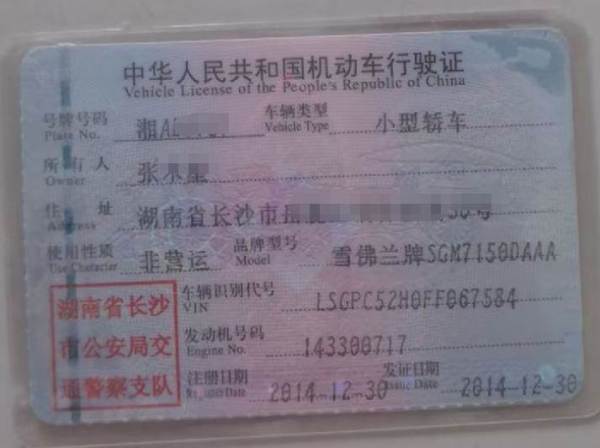 中华人民共和国机动车行驶证
Vehicle License of the People's Republic of China
号牌号码 湘A 车辆类型 小型轿车
Plate No. Vehicle Type
所有人 张
Owner
住址 湖南省长沙市 号
Address
使用性质 非营运 品牌型号 雪佛兰牌SGM7150DAAA
Use Character Model
湖南省长沙 车辆识别代号 LSGPC52H0FF067584
VIN
市公安局交 发动机号码 143300717
Engine No.
通警察支队 注册日期 2014-12-30 发证日期 2014-12-30
Date Issue Date